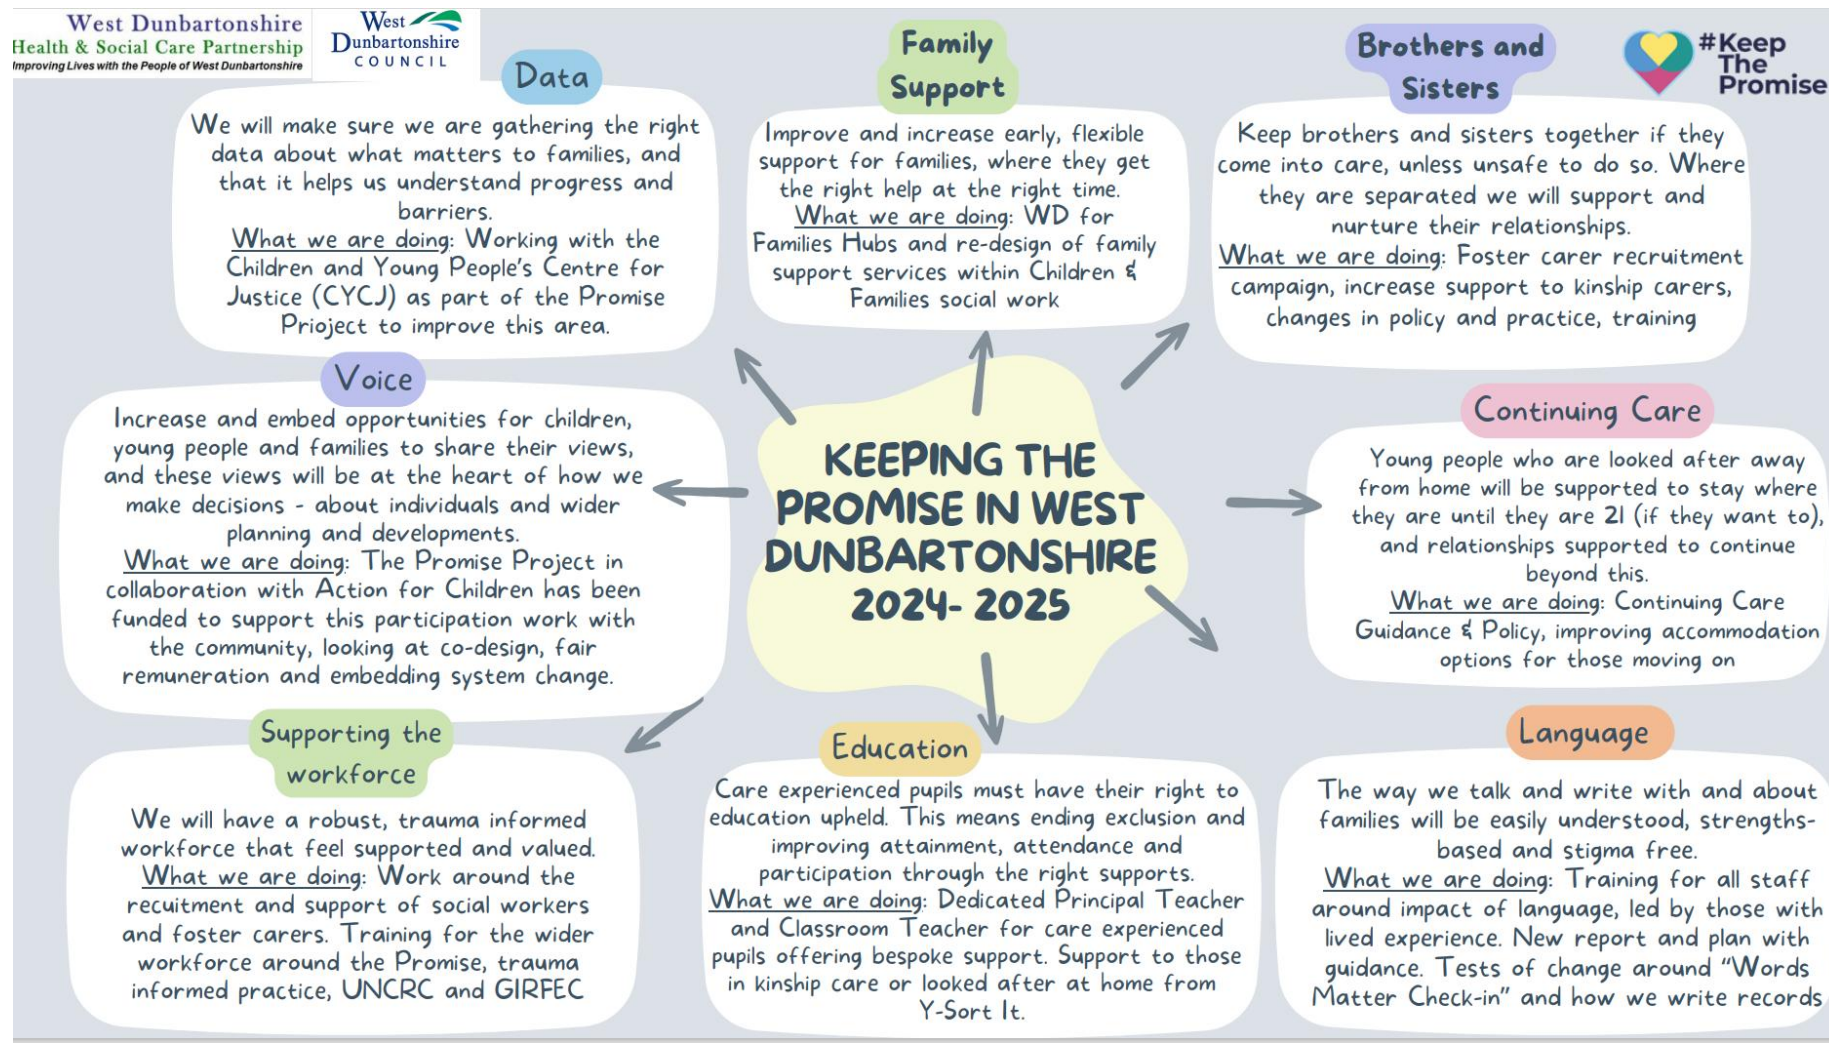 West Dunbartonshire
Health & Social Care Partnership
Improving Lives with the People of West Dunbartonshire
West
Dunbartonshire
COUNCIL
Data
We will make sure we are gathering the right
data about what matters to families, and
that it helps us understand progress and
barriers.
What we are doing: Working with the
Children and Young People's Centre for
Justice (CYCJ) as part of the Promise
Prioject to improve this area.
Family
Support
Improve and increase early, flexible
support for families, where they get
the right help at the right time.
What we are doing: WD for
Families Hubs and re-design of family
support services within Children &
Families social work
Brothers and
Sisters
Keep brothers and sisters together if they
come into care, unless unsafe to do so. Where
they are separated we will support and
nurture their relationships.
What we are doing: Foster carer recruitment
campaign, increase support to kinship carers,
changes in policy and practice, training
#Keep
The
Promise
Voice
Increase and embed opportunities for children,
young people and families to share their views,
and these views will be at the heart of how we
make decisions - about individuals and wider
planning and developments.
What we are doing: The Promise Project in
collaboration with Action for Children has been
funded to support this participation work with
the community, looking at co-design, fair
remuneration and embedding system change.
KEEPING THE
PROMISE IN WEST
DUNBARTONSHIRE
2024- 2025
Continuing Care
Young people who are looked after away
from home will be supported to stay where
they are until they are 21 (if they want to),
and relationships supported to continue
beyond this.
What we are doing: Continuing Care
Guidance & Policy, improving accommodation
options for those moving on
Supporting the
workforce
We will have a robust, trauma informed
workforce that feel supported and valued.
What we are doing: Work around the
recuitment and support of social workers
and foster carers. Training for the wider
workforce around the Promise, trauma
informed practice, UNCRC and GIRFEC
Education
Care experienced pupils must have their right to
education upheld. This means ending exclusion and
improving attainment, attendance and
participation through the right supports.
What we are doing: Dedicated Principal Teacher
and Classroom Teacher for care experienced
pupils offering bespoke support. Support to those
in kinship care or looked after at home from
Y-Sort It.
Language
The way we talk and write with and about
families will be easily understood, strengths-
based and stigma free.
What we are doing: Training for all staff
around impact of language, led by those with
lived experience. New report and plan with
guidance. Tests of change around "Words
Matter Check-in" and how we write records